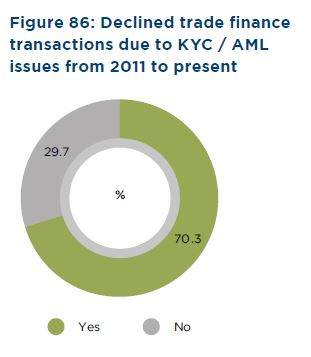 Figure 86: Declined trade finance
transactions due to KYC / AML
issues from 2011 to present
29.7
%
70.3
Yes No